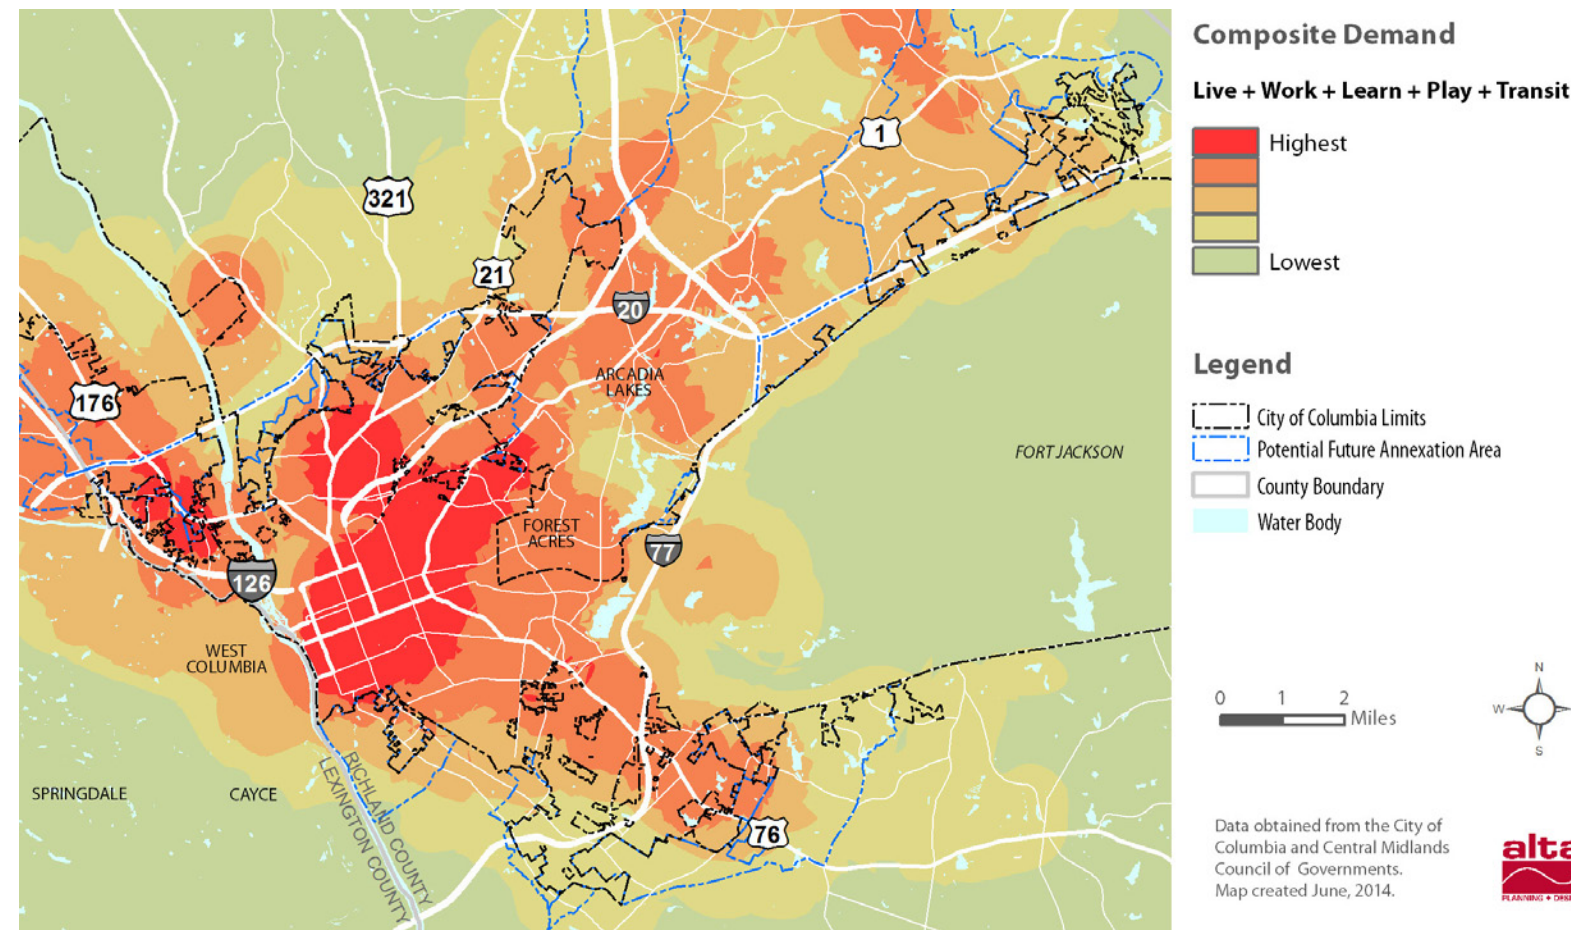 1
321
21
20
ARCADIA
LAKES
176
FORT JACKSON
FOREST
ACRES
77
126
WEST
COLUMBIA
SPRINGDALE
CAYCE
RICHLAND COUNTY
LEXINGTON COUNTY
76
Composite Demand
Live + Work + Learn + Play + Transit
Highest
Lowest
Legend
City of Columbia Limits
Potential Future Annexation Area
County Boundary
Water Body
0 1 2
Miles
N
W
S
Data obtained from the City of
Columbia and Central Midlands
Council of Governments.
Map created June, 2014.
alta
PLANNING + DESI